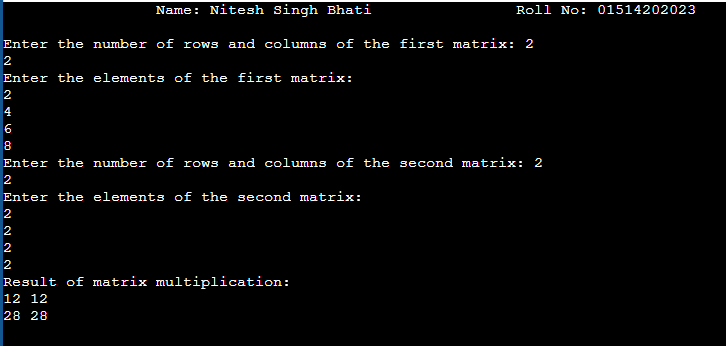 Name: Nitesh Singh Bhati Roll No: 01514202023
Enter the number of rows and columns of the first matrix: 2
2
Enter the elements of the first matrix:
2
4
6
8
Enter the number of rows and columns of the second matrix: 2
2
Enter the elements of the second matrix:
2
2
2
2
Result of matrix multiplication:
12 12
28 28